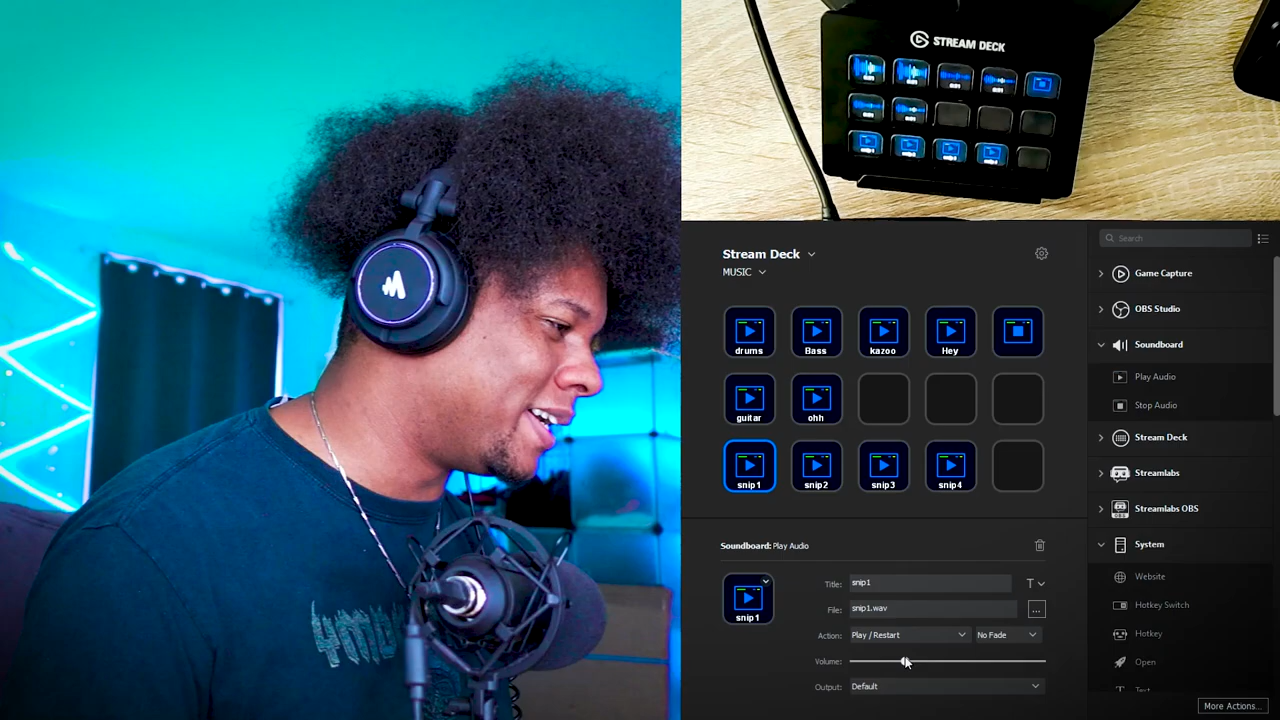 STREAM DECK
Stream Deck
MUSIC
drums
Bass
kazoo
Hey
guitar
ohh
snip1
snip2
snip3
snip4
Soundboard: Play Audio
snip1
Title:
snip1
File:
snip1.wav
...
Action:
Play / Restart
No Fade
Volume:
Output:
Default
Search
Game Capture
OBS Studio
Soundboard
Play Audio
Stop Audio
Stream Deck
Streamlabs
Streamlabs OBS
System
Website
Hotkey Switch
Hotkey
Open
Text
More Actions...